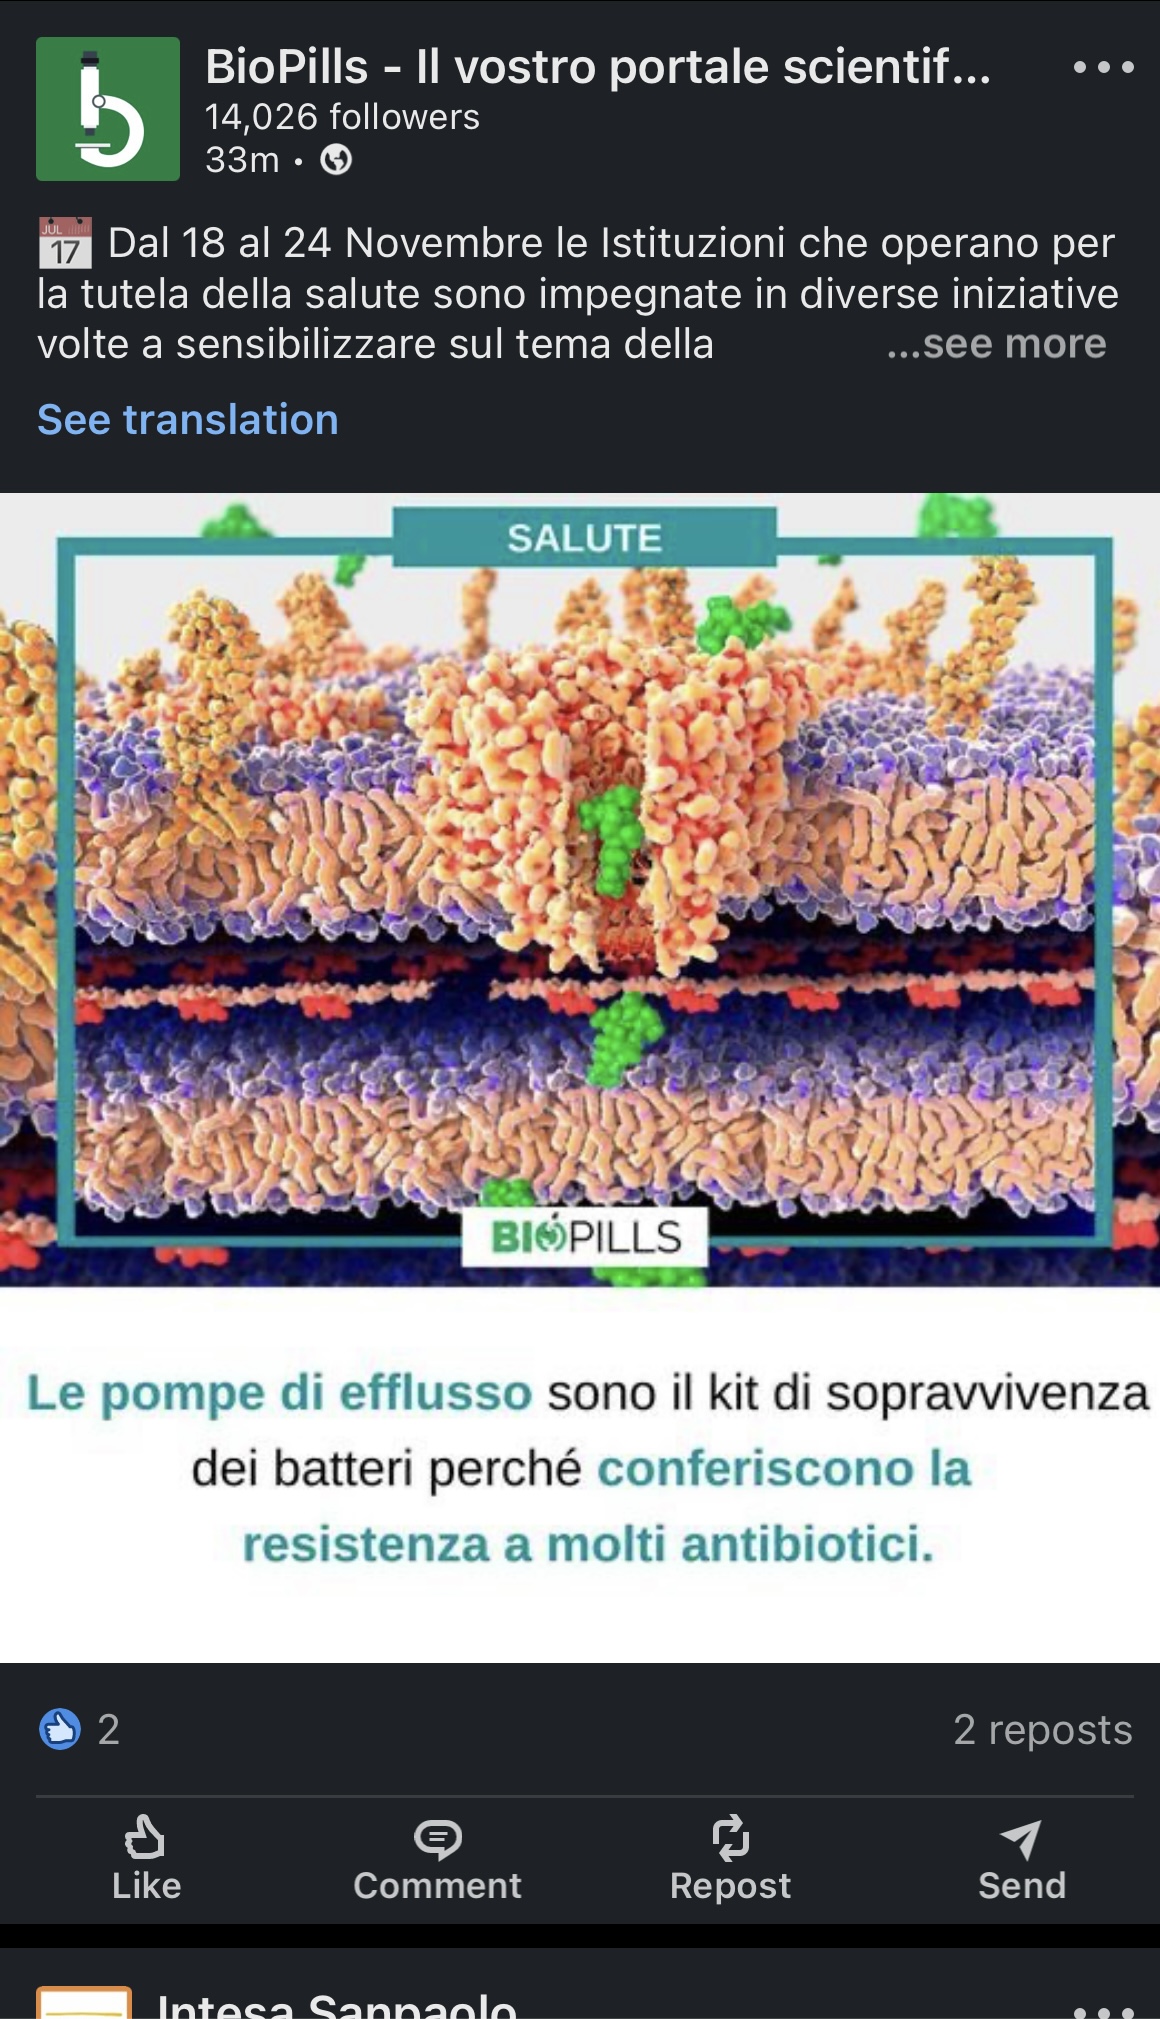 BioPills - Il vostro portale scientif...
14,026 followers
33m •
JUL
17
Dal 18 al 24 Novembre le Istituzioni che operano per
la tutela della salute sono impegnate in diverse iniziative
volte a sensibilizzare sul tema della ...see more
See translation
SALUTE
BIOPILLS
Le pompe di efflusso sono il kit di sopravvivenza
dei batteri perché conferiscono la
resistenza a molti antibiotici.
2 2 reposts
Like Comment Repost Send
Intesa Sanpaolo